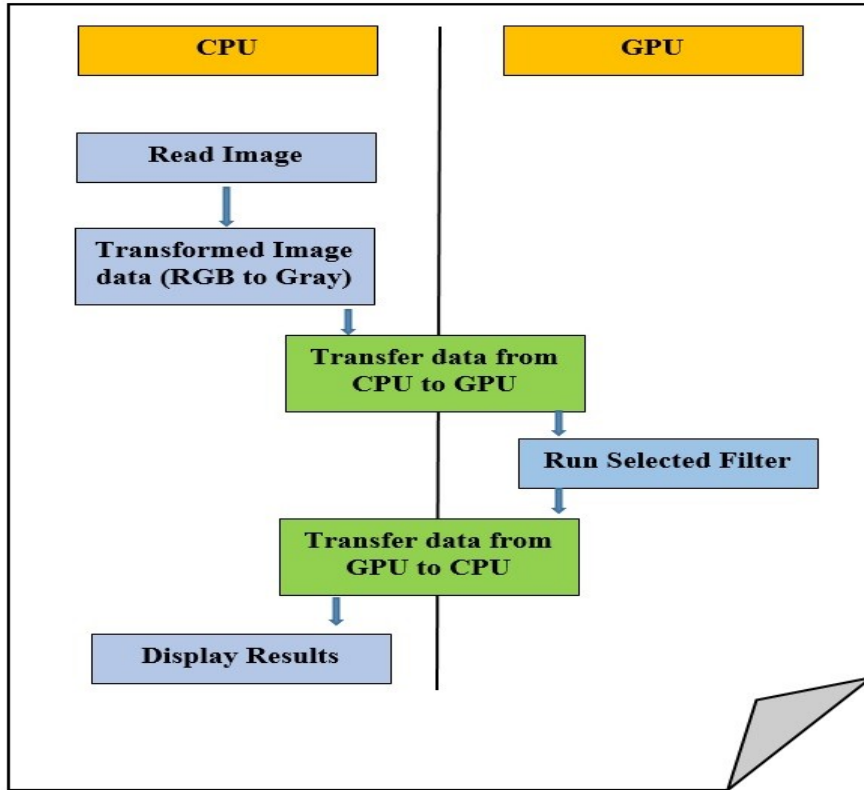 CPU
GPU
Read Image
Transformed Image
data (RGB to Gray)
Transfer data from
CPU to GPU
Run Selected Filter
Transfer data from
GPU to CPU
Display Results